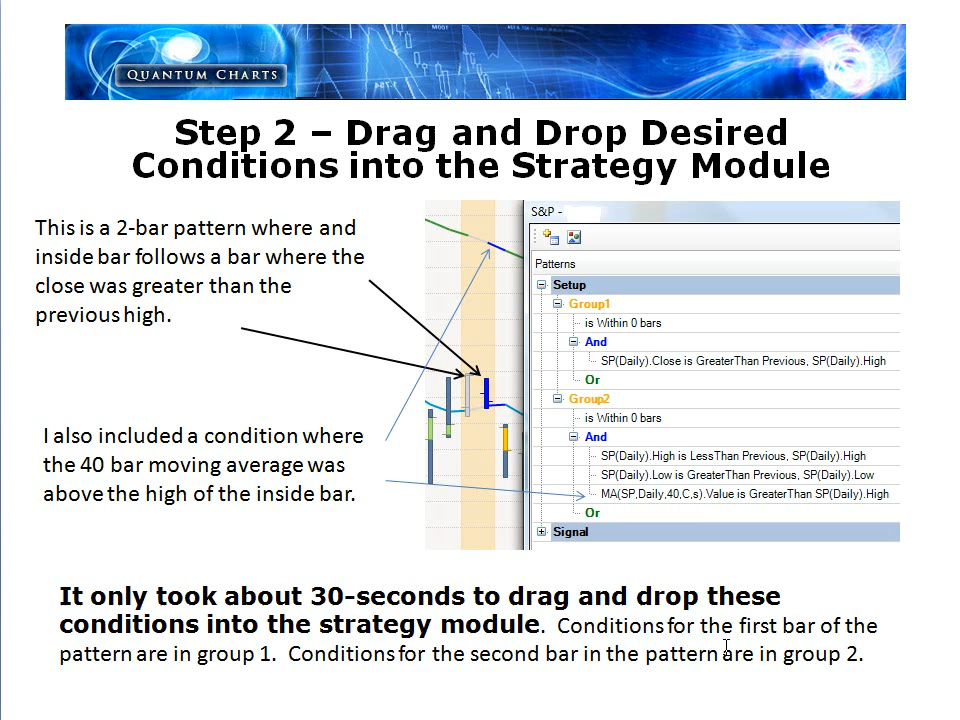 QUANTUM CHARTS
Step 2 – Drag and Drop Desired
Conditions into the Strategy Module
This is a 2-bar pattern where and
inside bar follows a bar where the
close was greater than the
previous high.
I also included a condition where
the 40 bar moving average was
above the high of the inside bar.
S&P -
Patterns
Setup
Group1
is Within 0 bars
And
SP(Daily).Close is GreaterThan Previous, SP(Daily).High
Or
Group2
is Within 0 bars
And
SP(Daily).High is LessThan Previous, SP(Daily).High
SP(Daily).Low is GreaterThan Previous, SP(Daily).Low
MA(SP,Daily,40,C,s).Value is GreaterThan SP(Daily).High
Or
Signal
It only took about 30-seconds to drag and drop these
conditions into the strategy module. Conditions for the first bar of the
pattern are in group 1. Conditions for the second bar in the pattern are in group 2.